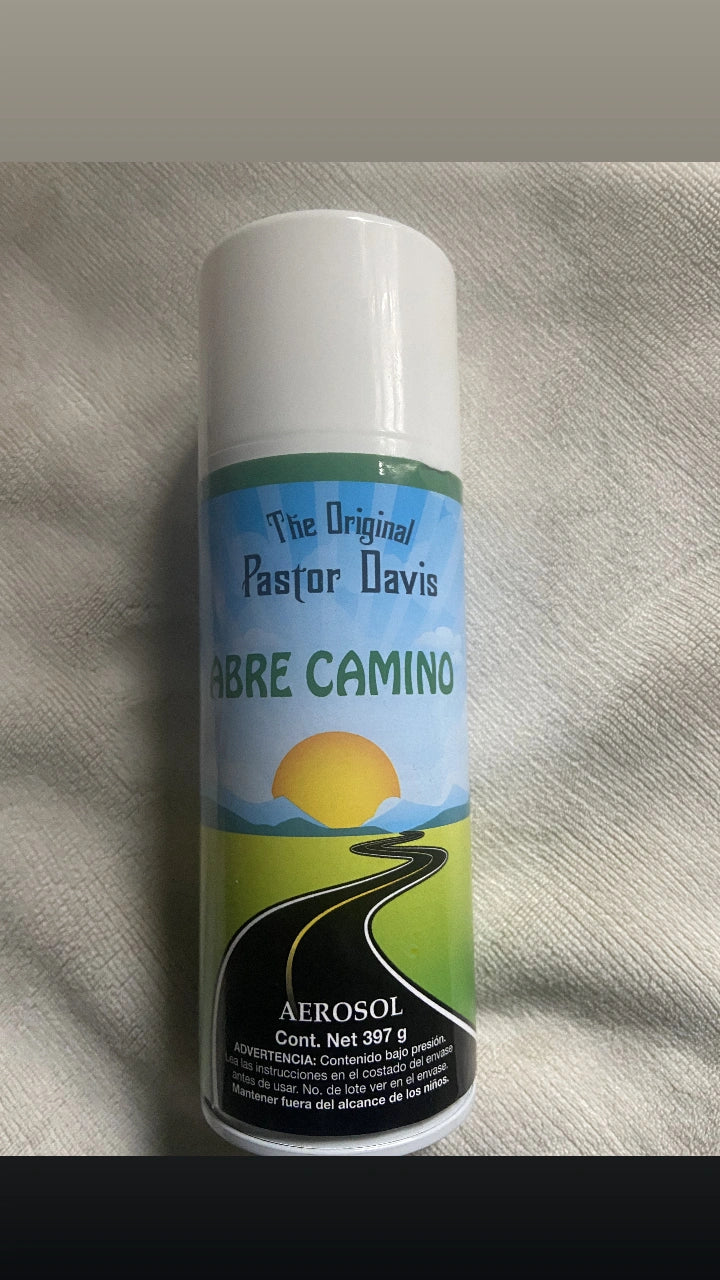 The Original
Pastor Davis
ABRE CAMINO
AEROSOL
Cont. Net 397 g
ADVERTENCIA: Contenido bajo presión.
Lea las instrucciones en el costado del envase
antes de usar. No. de lote ver en el envase.
Mantener fuera del alcance de los niños.